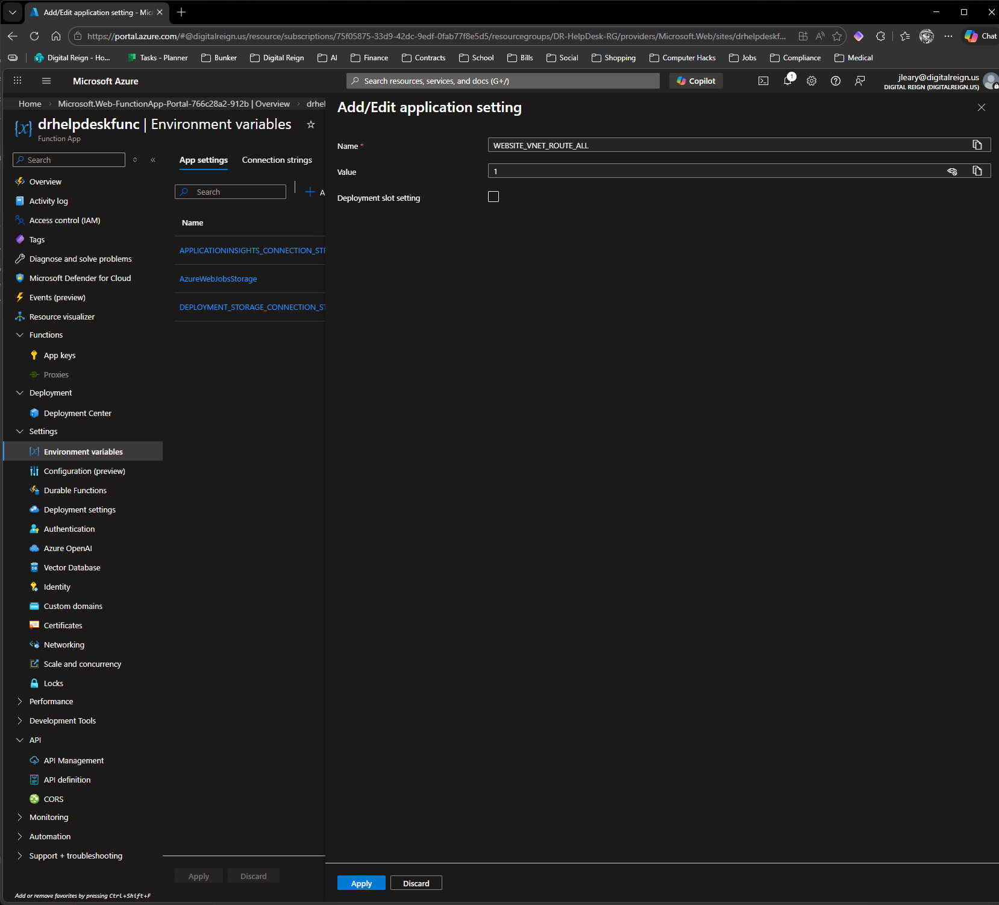 Add/Edit application setting - Mic
https://portal.azure.com/#@digitalreign.us/resource/subscriptions/75f05875-33d9-42dc-9edf-0fab77f8e5d5/resourcegroups/DR-HelpDesk-RG/providers/Microsoft.Web/sites/drhelpdeskf...
Chat
Digital Reign - Ho...
Tasks - Planner
Bunker
Digital Reign
AI
Finance
Contracts
School
Bills
Social
Shopping
Computer Hacks
Jobs
Compliance
Medical
Microsoft Azure
Search resources, services, and docs (G+/)
Copilot
1
jleary@digitalreign.us
DIGITAL REIGN (DIGITALREIGN.US)
Home > Microsoft.Web-FunctionApp-Portal-766c28a2-912b | Overview > drhel
drhelpdeskfunc | Environment variables
Function App
Search
Overview
Activity log
Access control (IAM)
Tags
Diagnose and solve problems
Microsoft Defender for Cloud
Events (preview)
Resource visualizer
Functions
App keys
Proxies
Deployment
Deployment Center
Settings
Environment variables
Configuration (preview)
Durable Functions
Deployment settings
Authentication
Azure OpenAI
Vector Database
Identity
Custom domains
Certificates
Networking
Scale and concurrency
Locks
Performance
Development Tools
API
API Management
API definition
CORS
Monitoring
Automation
Support + troubleshooting
Add or remove favorites by pressing Ctrl+Shift+F
App settings
Connection strings
Search
A
Name
APPLICATIONINSIGHTS_CONNECTION_STR
AzureWebJobsStorage
DEPLOYMENT_STORAGE_CONNECTION_ST
Apply
Discard
Add/Edit application setting
Name *
WEBSITE_VNET_ROUTE_ALL
Value
1
Deployment slot setting
Apply
Discard